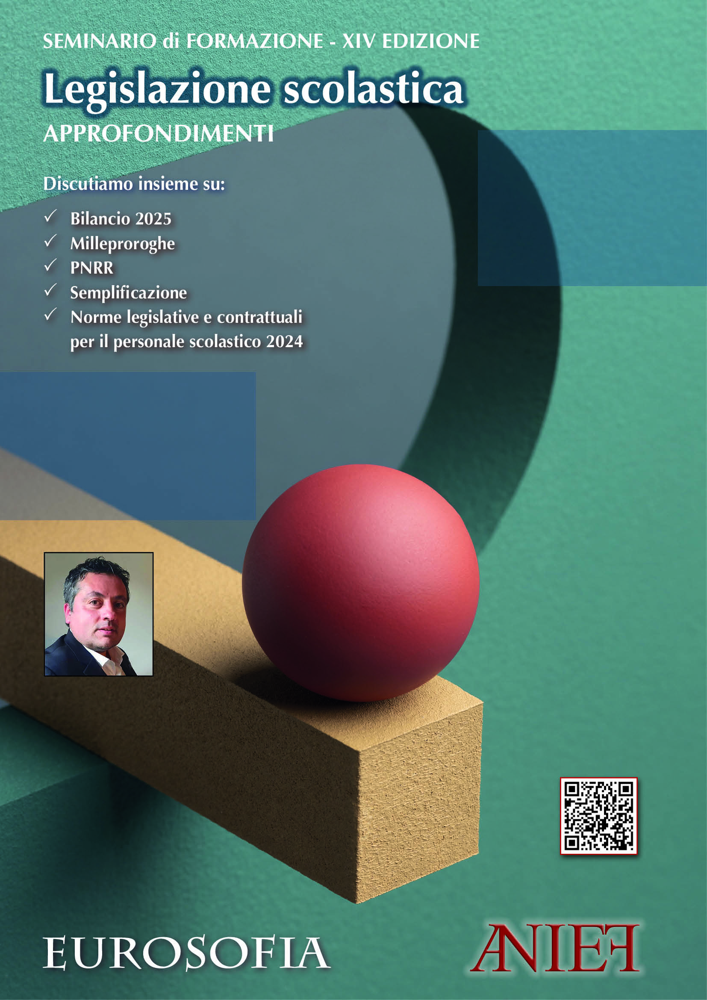 SEMINARIO di FORMAZIONE - XIV EDIZIONE
Legislazione scolastica
APPROFONDIMENTI
Discutiamo insieme su:
✓ Bilancio 2025
✓ Milleproroghe
✓ PNRR
✓ Semplificazione
✓ Norme legislative e contrattuali
per il personale scolastico 2024
EUROSOFIA
ANIEF